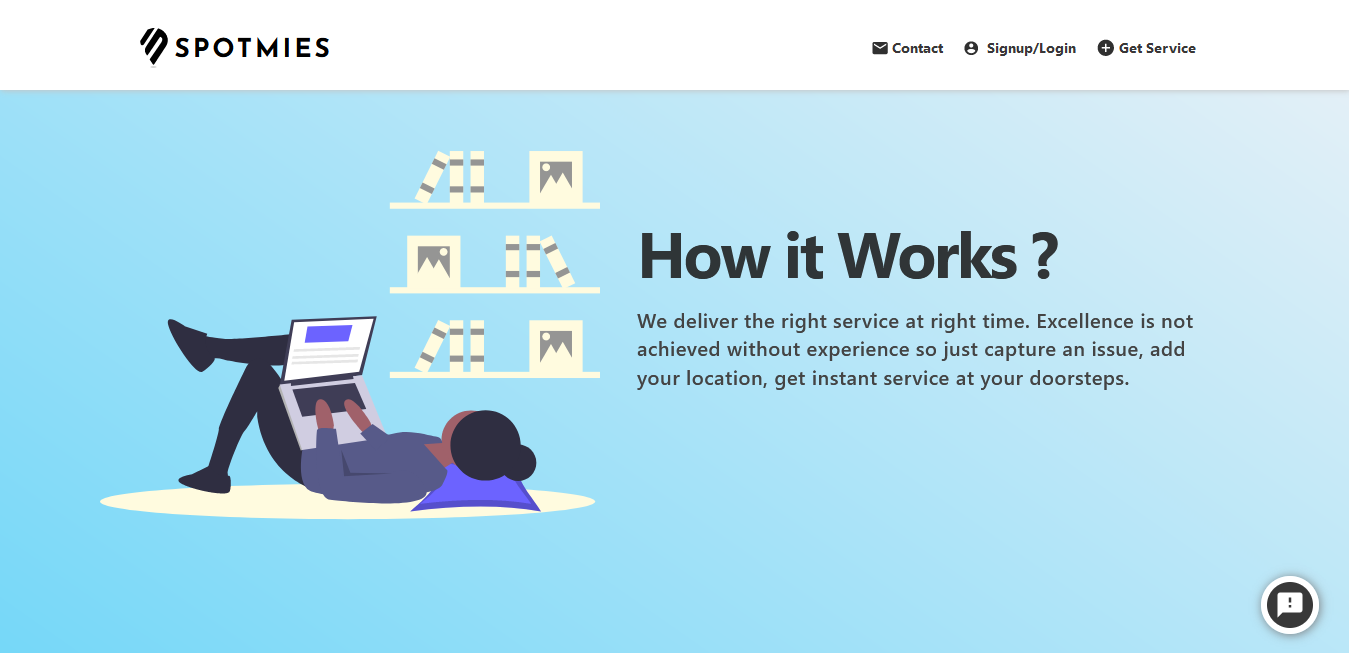 SPOTMIES
Contact Signup/Login Get Service
How it Works ?
We deliver the right service at right time. Excellence is not
achieved without experience so just capture an issue, add
your location, get instant service at your doorsteps.